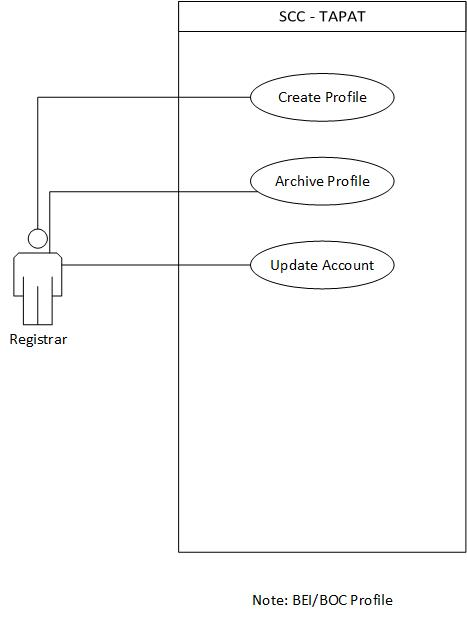 SCC - TAPAT
Create Profile
Archive Profile
Update Account
Registrar
Note: BEI/BOC Profile